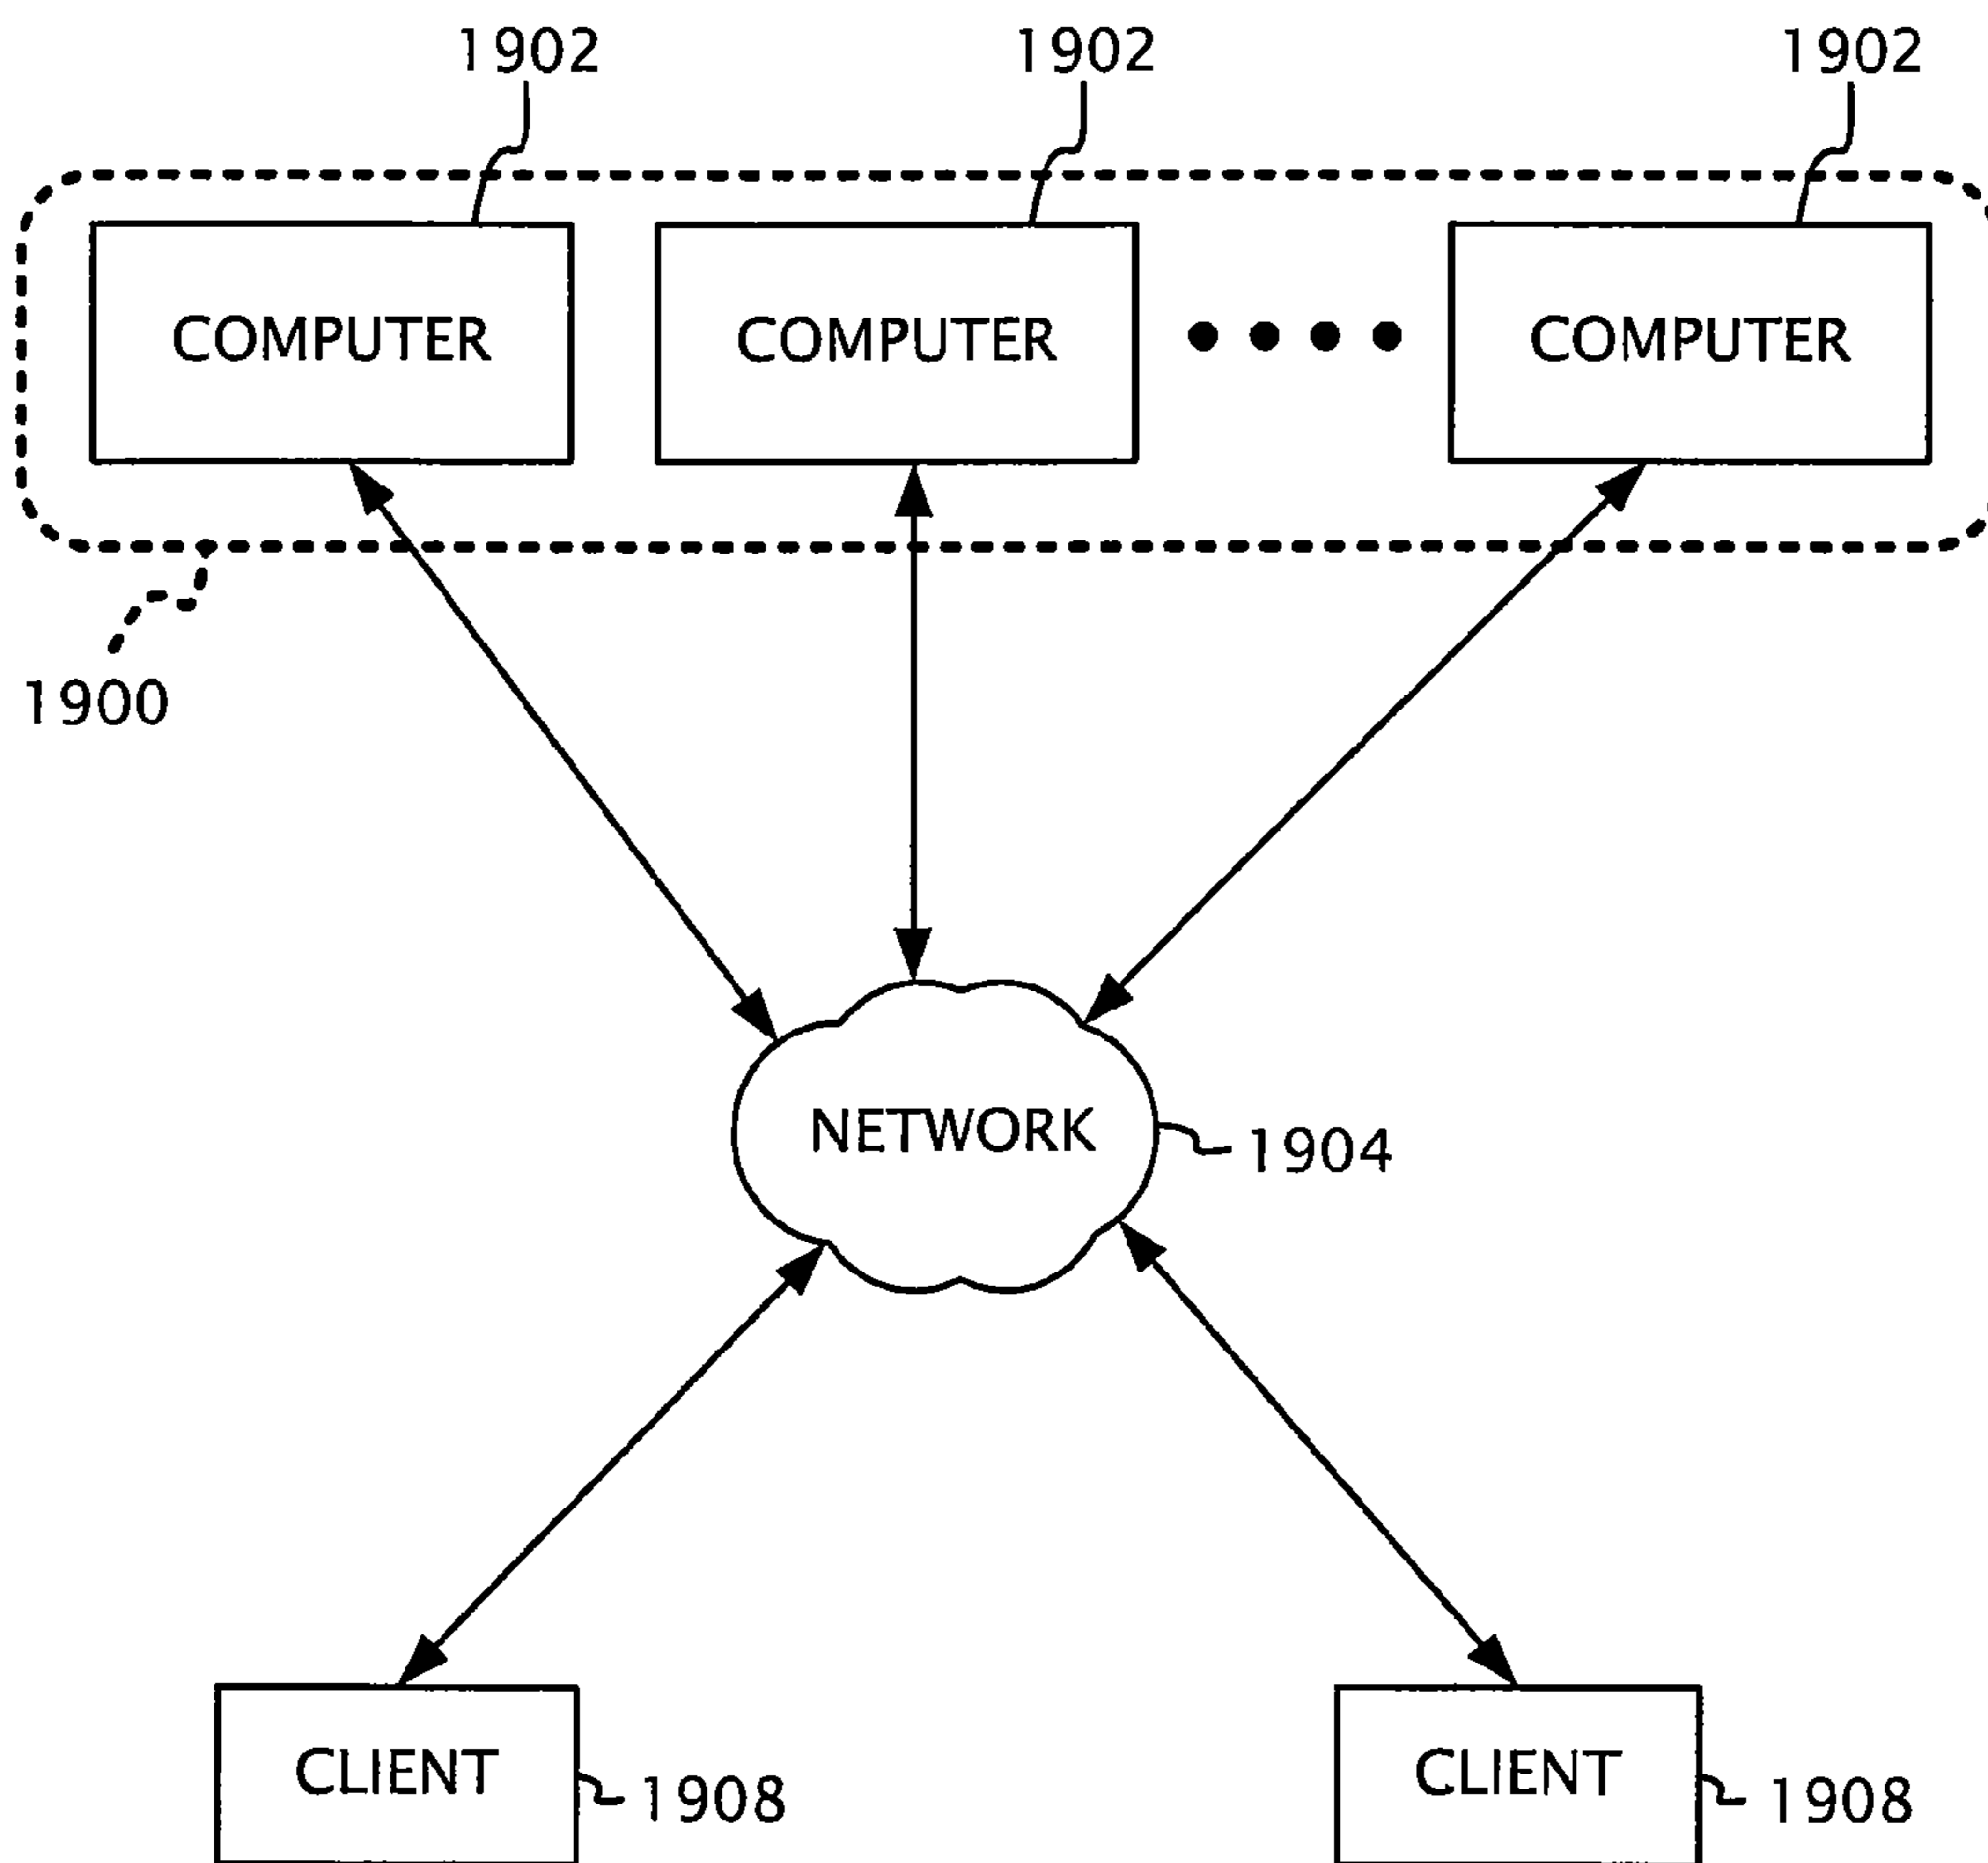 1902 1902 1902
COMPUTER COMPUTER COMPUTER
1900
NETWORK
1904
CLIENT 1908 CLIENT 1908